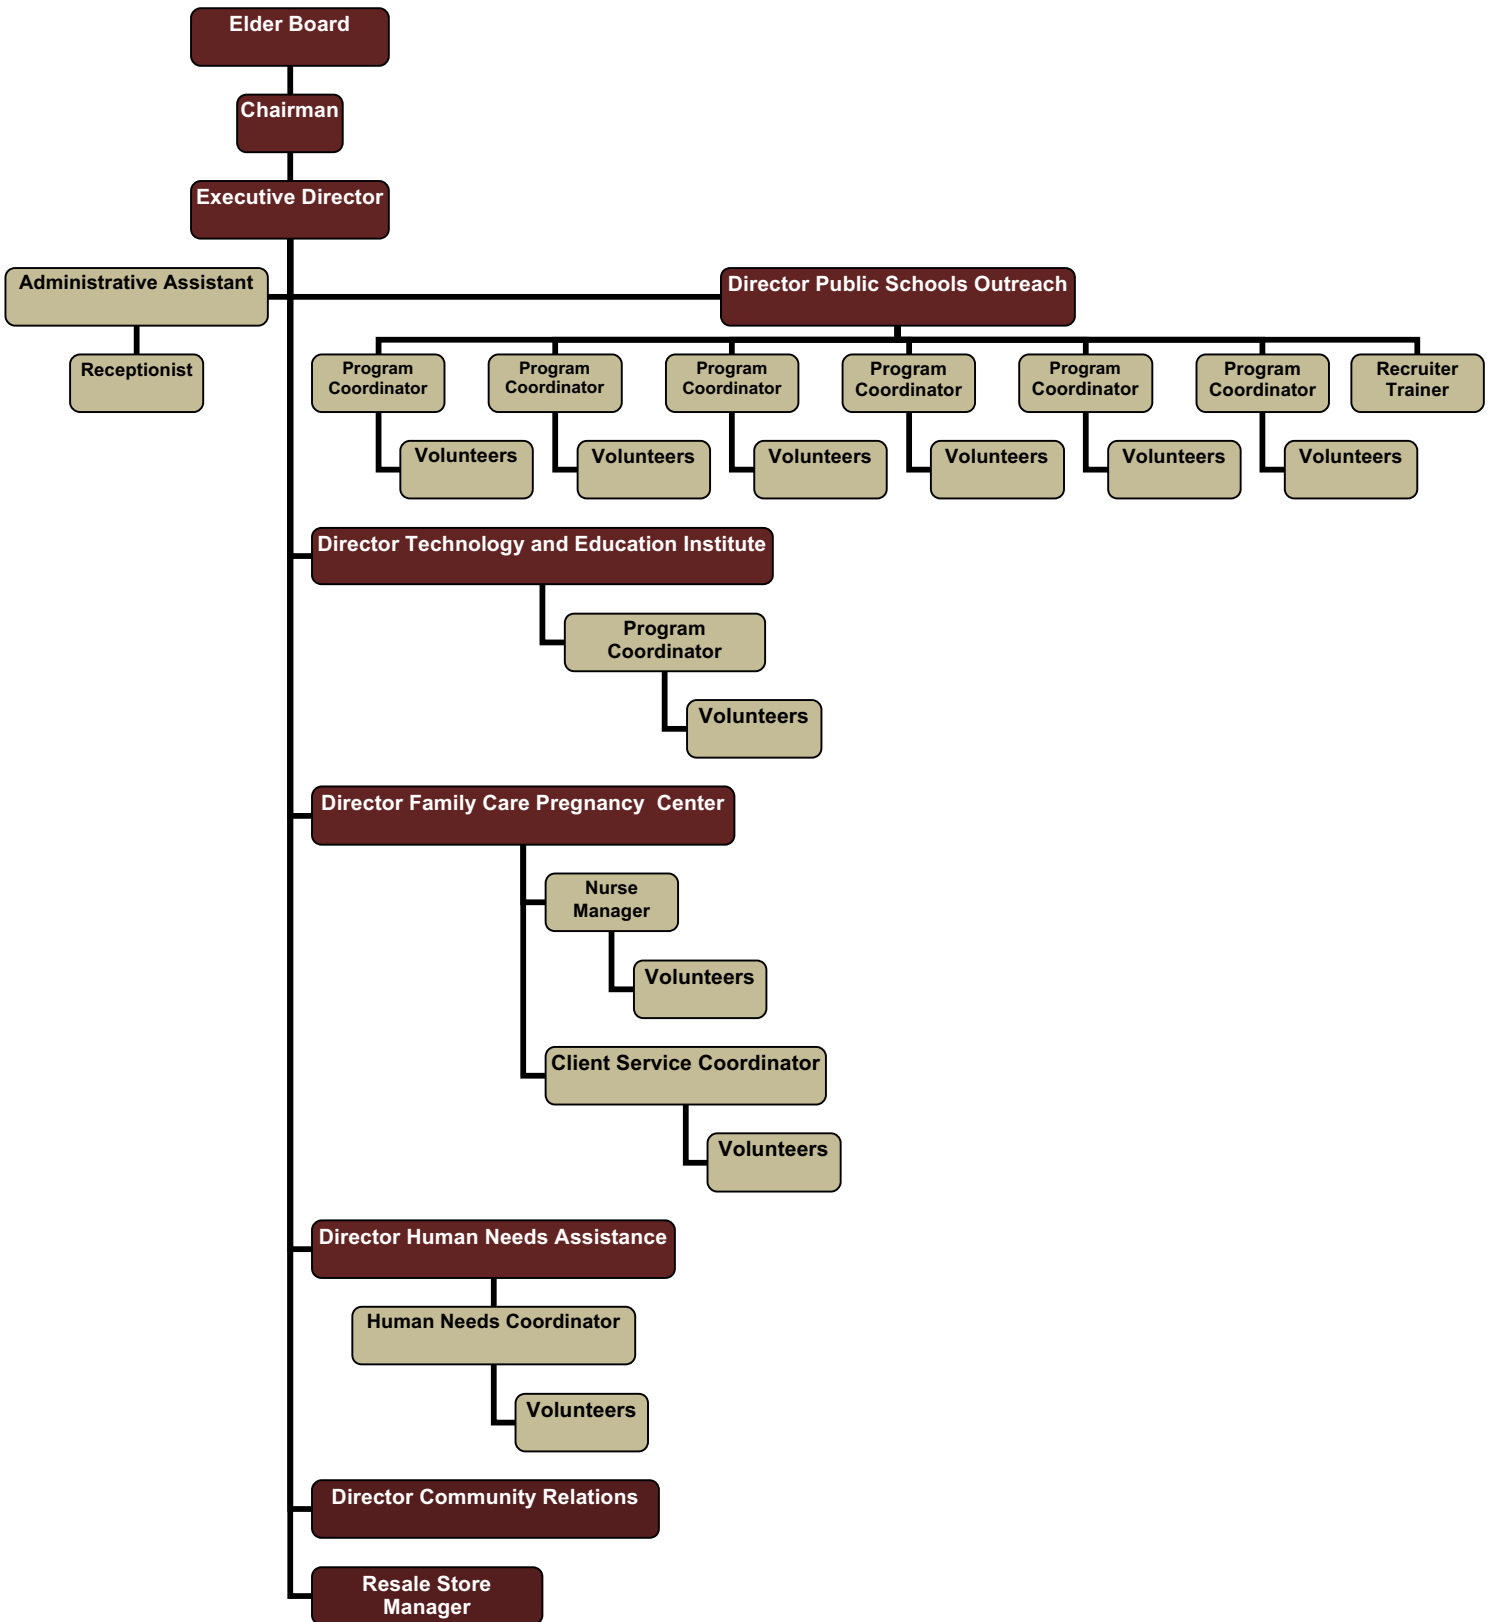 Elder Board
Chairman
Executive Director
Administrative Assistant
Director Public Schools Outreach
Receptionist
Program
Coordinator
Program
Coordinator
Program
Coordinator
Program
Coordinator
Program
Coordinator
Program
Coordinator
Recruiter
Trainer
Volunteers
Volunteers
Volunteers
Volunteers
Volunteers
Volunteers
Director Technology and Education Institute
Program
Coordinator
Volunteers
Director Family Care Pregnancy Center
Nurse
Manager
Volunteers
Client Service Coordinator
Volunteers
Director Human Needs Assistance
Human Needs Coordinator
Volunteers
Director Community Relations
Resale Store
Manager